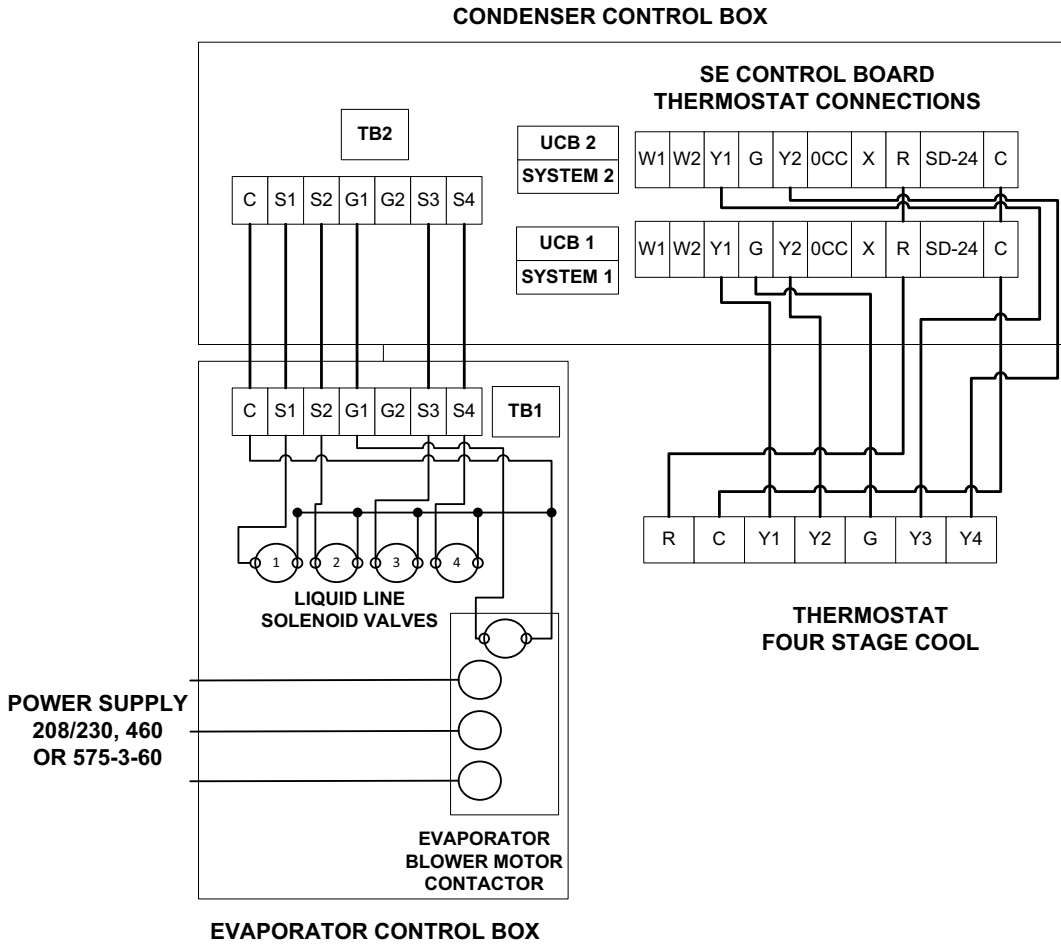 CONDENSER CONTROL BOX
SE CONTROL BOARD
THERMOSTAT CONNECTIONS
TB2
UCB 2
SYSTEM 2
W1 W2 Y1 G Y2 0CC X R SD-24 C
C S1 S2 G1 G2 S3 S4
UCB 1
SYSTEM 1
W1 W2 Y1 G Y2 0CC X R SD-24 C
C S1 S2 G1 G2 S3 S4
TB1
1 2 3 4
LIQUID LINE
SOLENOID VALVES
R C Y1 Y2 G Y3 Y4
THERMOSTAT
FOUR STAGE COOL
POWER SUPPLY
208/230, 460
OR 575-3-60
EVAPORATOR
BLOWER MOTOR
CONTACTOR
EVAPORATOR CONTROL BOX